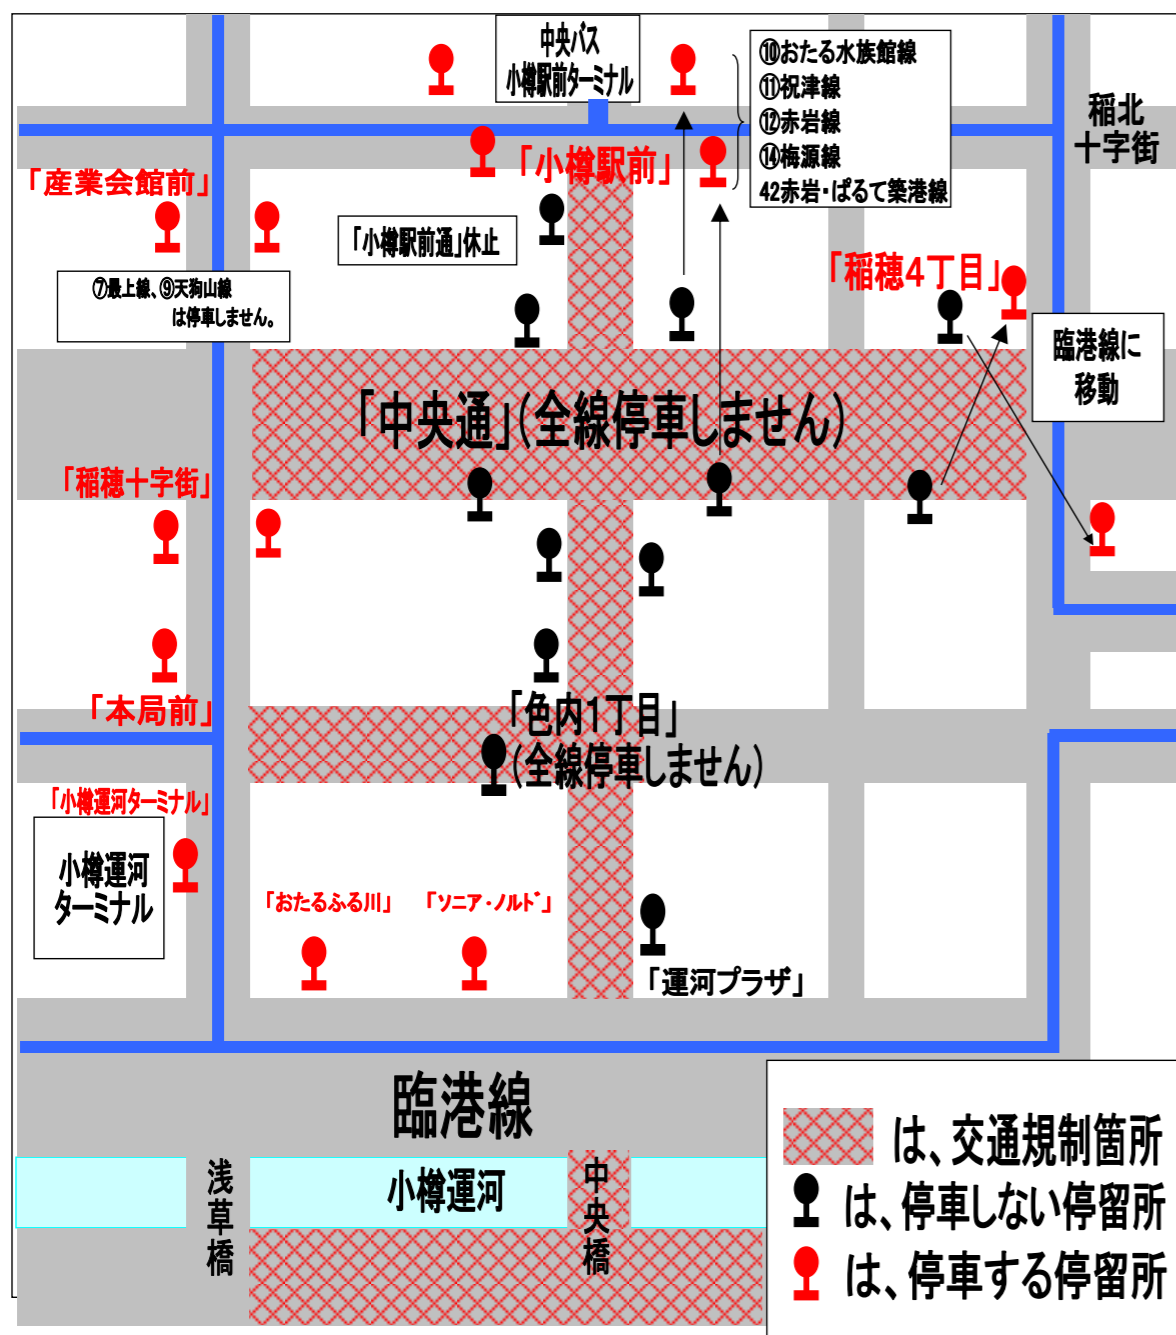 中央バス
小樽駅前ターミナル
⑩おたる水族館線
⑪祝津線
⑫赤岩線
⑭梅源線
42赤岩・ぱるて築港線
稲北
十字街
「小樽駅前」
「産業会館前」
「小樽駅前通」休止
⑦最上線、⑨天狗山線
は停車しません。
「稲穂4丁目」
臨港線に
移動
「中央通」(全線停車しません)
「稲穂十字街」
「本局前」
「色内1丁目」
(全線停車しません)
「小樽運河ターミナル」
小樽運河
ターミナル
「おたるふる川」
「ソニア・ノルド」
「運河プラザ」
臨港線
浅草橋
小樽運河
中央橋
は、交通規制箇所
は、停車しない停留所
は、停車する停留所